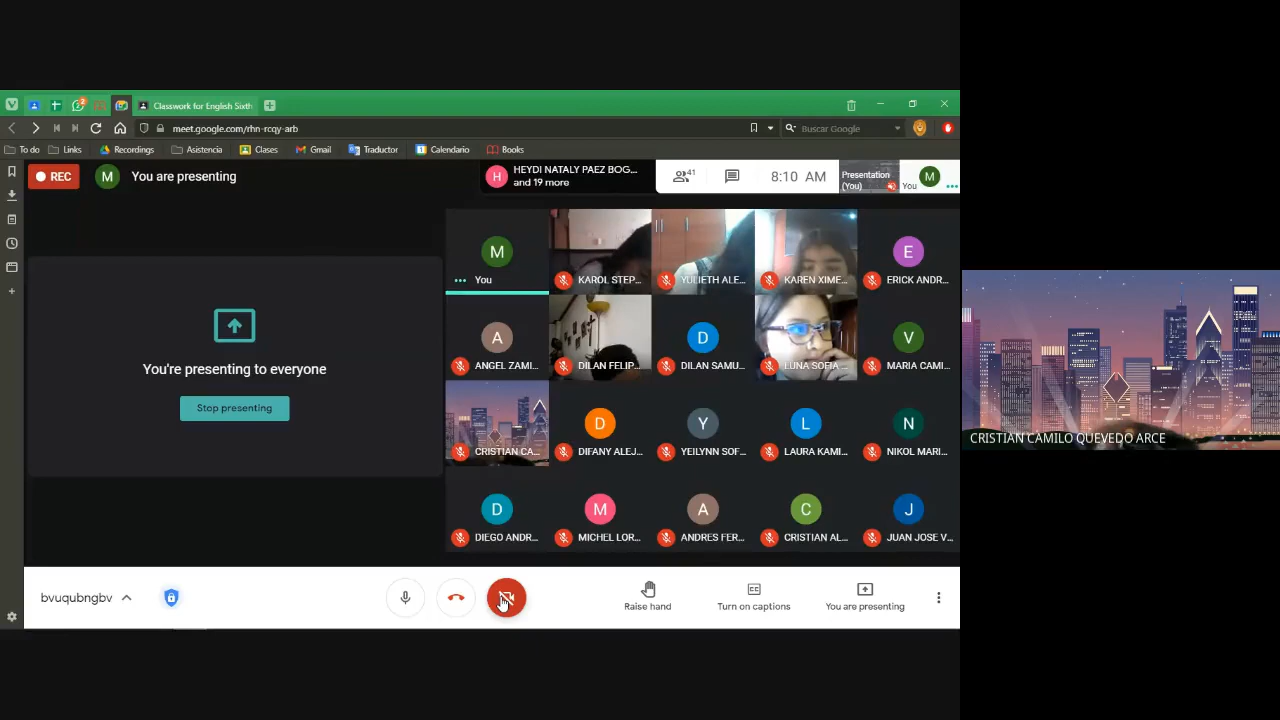 Classwork for English Sixth
meet.google.com/rhn-rcqy-arb
Buscar Google
To do
Links
Recordings
Asistencia
Clases
Gmail
Traductor
Calendario
Books
REC
M
You are presenting
H
HEYDI NATALY PAEZ BOG...
and 19 more
41
8:10 AM
Presentation
(You)
You
M
M
You
KAROL STEP...
YULIETH ALE...
KAREN XIME...
E
ERICK ANDR...
A
ANGEL ZAMI...
DILAN FELIP...
D
DILAN SAMU...
LUNA SOFIA ...
V
MARIA CAMI...
You're presenting to everyone
Stop presenting
CRISTIAN CA...
D
DIFANY ALEJ...
Y
YEILYNN SOF...
L
LAURA KAMI...
N
NIKOL MARI...
D
DIEGO ANDR...
M
MICHEL LOR...
A
ANDRES FER...
C
CRISTIAN AL...
J
JUAN JOSE V...
bvuqubngbv
Raise hand
Turn on captions
You are presenting
CRISTIAN CAMILO QUEVEDO ARCE